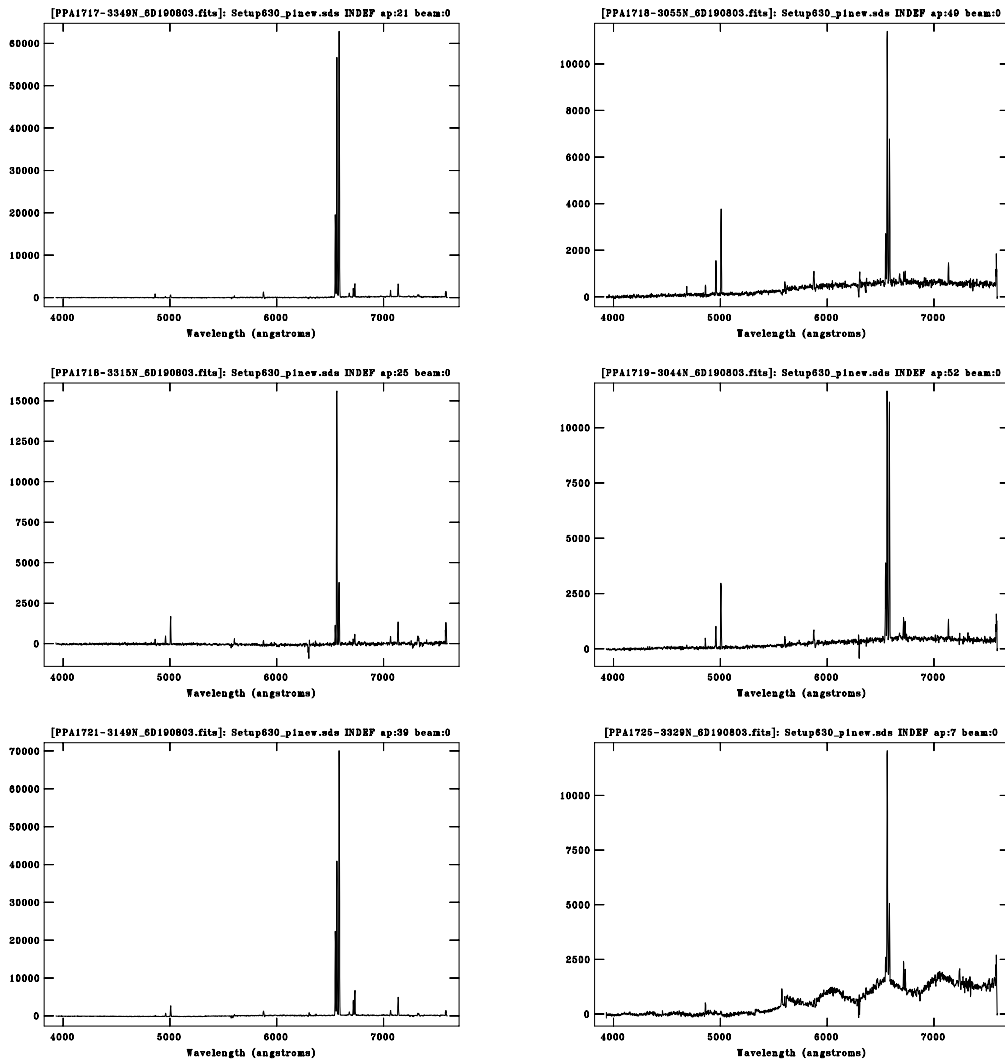 [PPA1717-3349N_6D190803.fits]: Setup630_p1new.sds INDEF ap:21 beam:0
60000
50000
40000
30000
20000
10000
0
4000 5000 6000 7000
Wavelength (angstroms)
[PPA1718-3055N_6D190803.fits]: Setup630_p1new.sds INDEF ap:49 beam:0
10000
8000
6000
4000
2000
0
4000 5000 6000 7000
Wavelength (angstroms)
[PPA1718-3315N_6D190803.fits]: Setup630_p1new.sds INDEF ap:25 beam:0
15000
12500
10000
7500
5000
2500
0
4000 5000 6000 7000
Wavelength (angstroms)
[PPA1719-3044N_6D190803.fits]: Setup630_p1new.sds INDEF ap:52 beam:0
10000
7500
5000
2500
0
4000 5000 6000 7000
Wavelength (angstroms)
[PPA1721-3149N_6D190803.fits]: Setup630_p1new.sds INDEF ap:39 beam:0
70000
60000
50000
40000
30000
20000
10000
0
4000 5000 6000 7000
Wavelength (angstroms)
[PPA1725-3329N_6D190803.fits]: Setup630_p1new.sds INDEF ap:7 beam:0
10000
7500
5000
2500
0
4000 5000 6000 7000
Wavelength (angstroms)